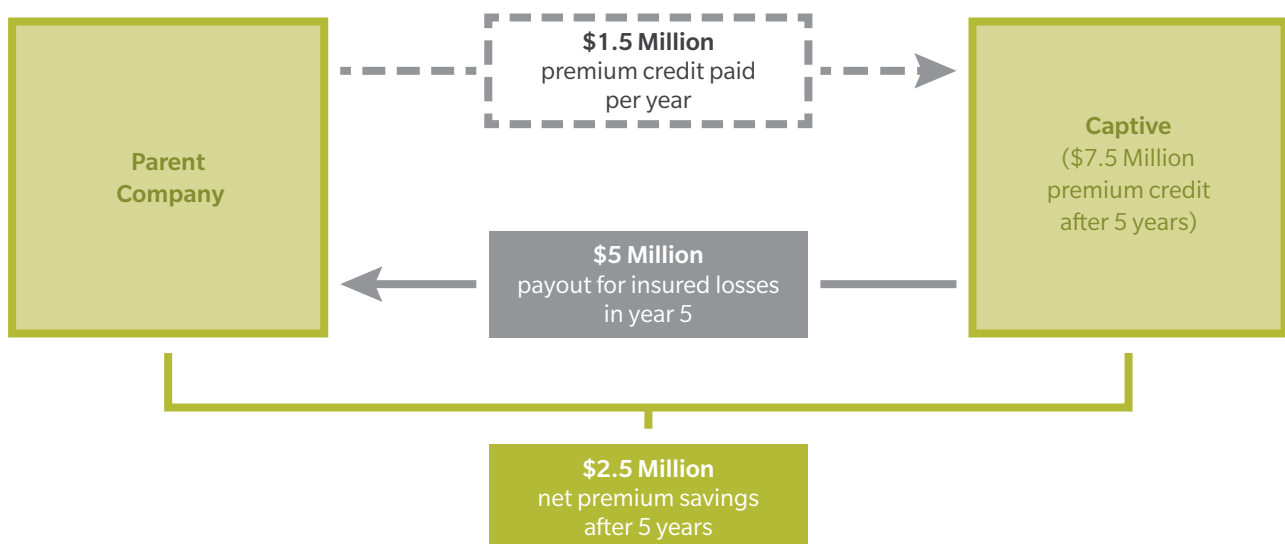 $1.5 Million
premium credit paid
per year
Parent
Company
Captive
($7.5 Million
premium credit
after 5 years)
$5 Million
payout for insured losses
in year 5
$2.5 Million
net premium savings
after 5 years